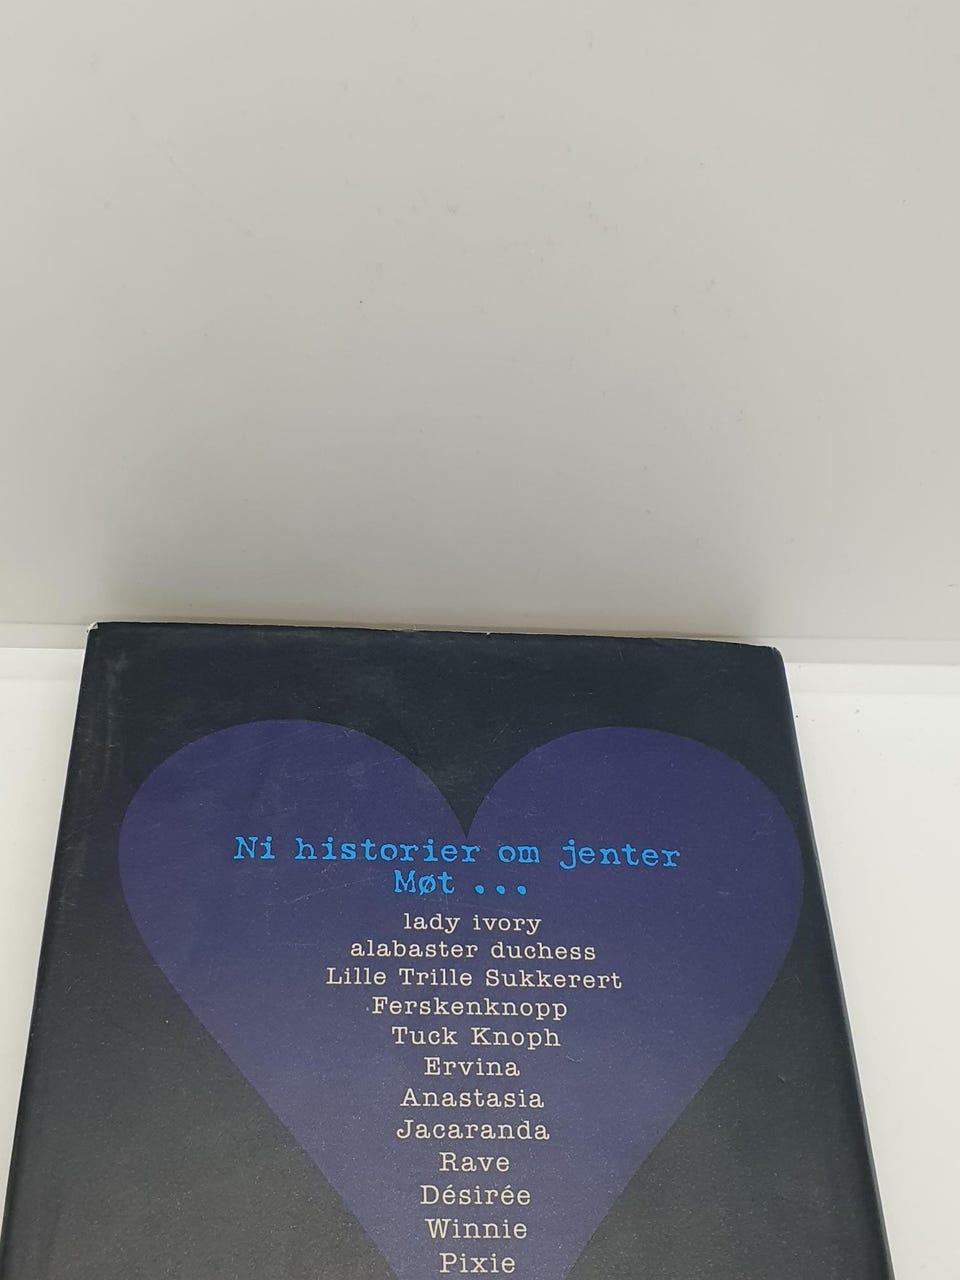 Ni historier om jenter
Møt ...
lady ivory
alabaster duchess
Lille Trille Sukkerert
Ferskenknopp
Tuck Knoph
Ervina
Anastasia
Jacaranda
Rave
Désirée
Winnie
Pixie